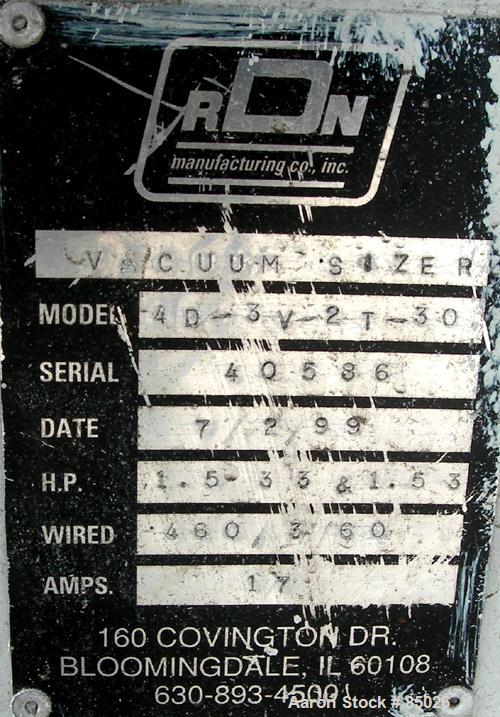 RDN
manufacturing co., inc.
VACUUM SIZER
MODEL 4D-3V-2T-30
SERIAL 40586
DATE 7/2/99
H.P. 1.5-33 & 1.53
WIRED 460/3/60
AMPS. 17
160 COVINGTON DR.
BLOOMINGDALE, IL 60108
630-893-4500
Aaron Stock # 85026